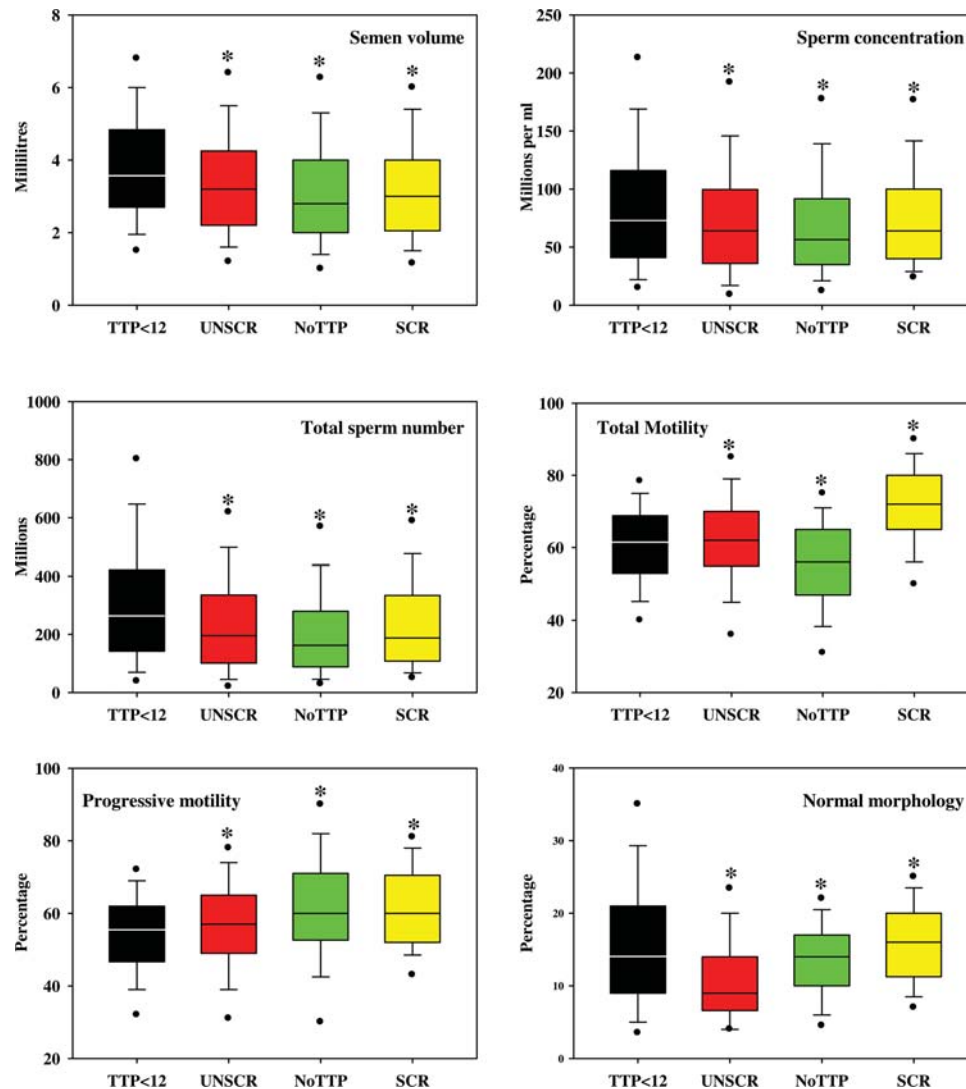 Semen volume
Millilitres
8
6
4
2
0
*
*
*
TTP<12 UNSCR NoTTP SCR
Sperm concentration
Millions per ml
250
200
150
100
50
0
*
*
*
TTP<12 UNSCR NoTTP SCR
Total sperm number
Millions
1000
800
600
400
200
0
*
*
*
TTP<12 UNSCR NoTTP SCR
Total Motility
Percentage
100
80
60
40
20
*
*
*
TTP<12 UNSCR NoTTP SCR
Progressive motility
Percentage
100
80
60
40
20
*
*
*
TTP<12 UNSCR NoTTP SCR
Normal morphology
Percentage
40
30
20
10
0
*
*
*
TTP<12 UNSCR NoTTP SCR